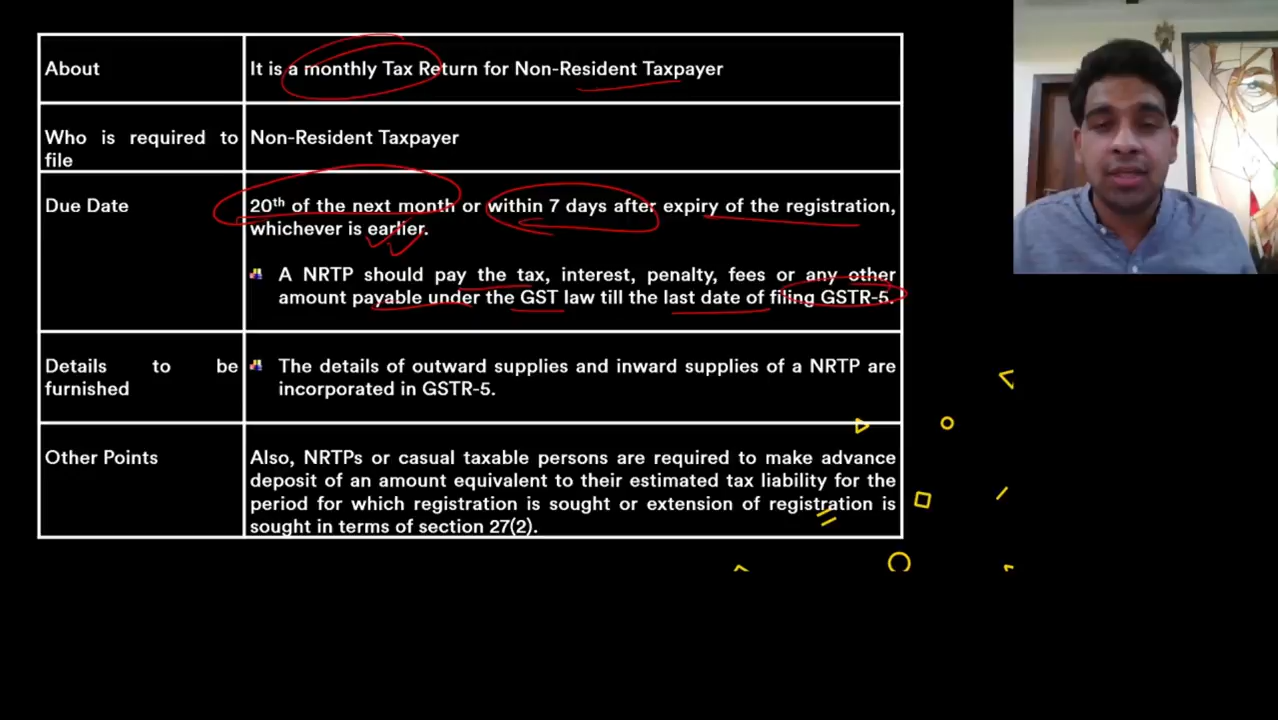 About
It is a monthly Tax Return for Non-Resident Taxpayer
Who is required to
file
Non-Resident Taxpayer
Due Date
20th of the next month or within 7 days after expiry of the registration,
whichever is earlier.
A NRTP should pay the tax, interest, penalty, fees or any other
amount payable under the GST law till the last date of filing GSTR-5.
Details to be
furnished
The details of outward supplies and inward supplies of a NRTP are
incorporated in GSTR-5.
Other Points
Also, NRTPs or casual taxable persons are required to make advance
deposit of an amount equivalent to their estimated tax liability for the
period for which registration is sought or extension of registration is
sought in terms of section 27(2).